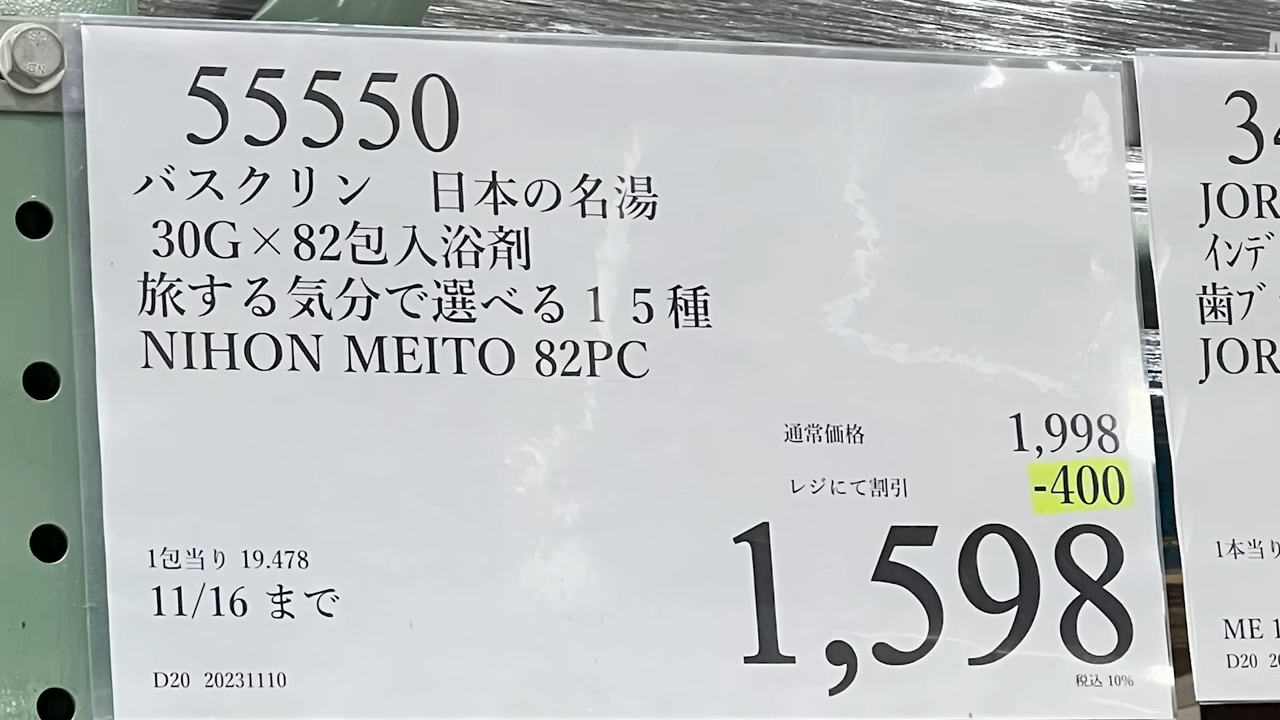 55550
バスクリン　日本の名湯
30G×82包入浴剤
旅する気分で選べる１５種
NIHON MEITO 82PC
通常価格 1,998
レジにて割引 -400
1,598
税込 10%
1包当り 19.478
11/16 まで
D20 20231110
JOR
インデ
歯ブ
JOR
1本当り
ME 1
D20